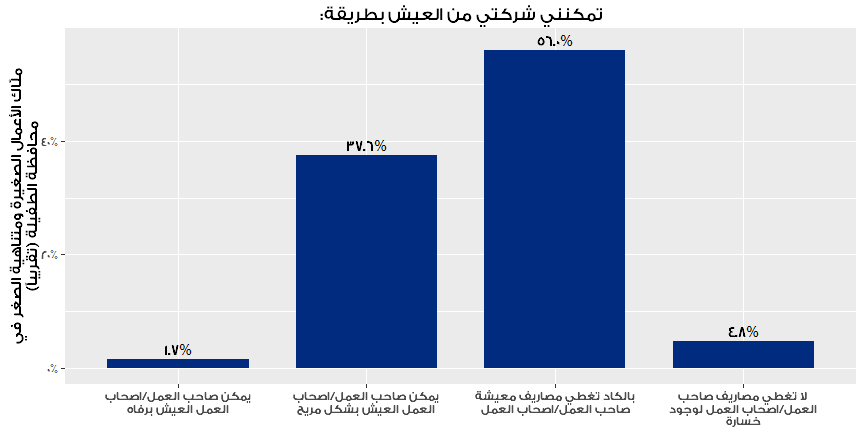 تمكنني شركتي من العيش بطريقة:
ملّاك الأعمال الصغيرة ومتناهية الصغر في
محافظة الطفيلة (تقريبا)
٤٠%
٢٠%
٠%
١.٧%
٣٧.٦%
٥٦.٠%
٤.٨%
يمكن صاحب العمل/اصحاب
العمل العيش برفاه
يمكن صاحب العمل/اصحاب
العمل العيش بشكل مريح
بالكاد تغطي مصاريف معيشة
صاحب العمل/اصحاب العمل
لا تغطي مصاريف صاحب
العمل/اصحاب العمل لوجود
خسارة